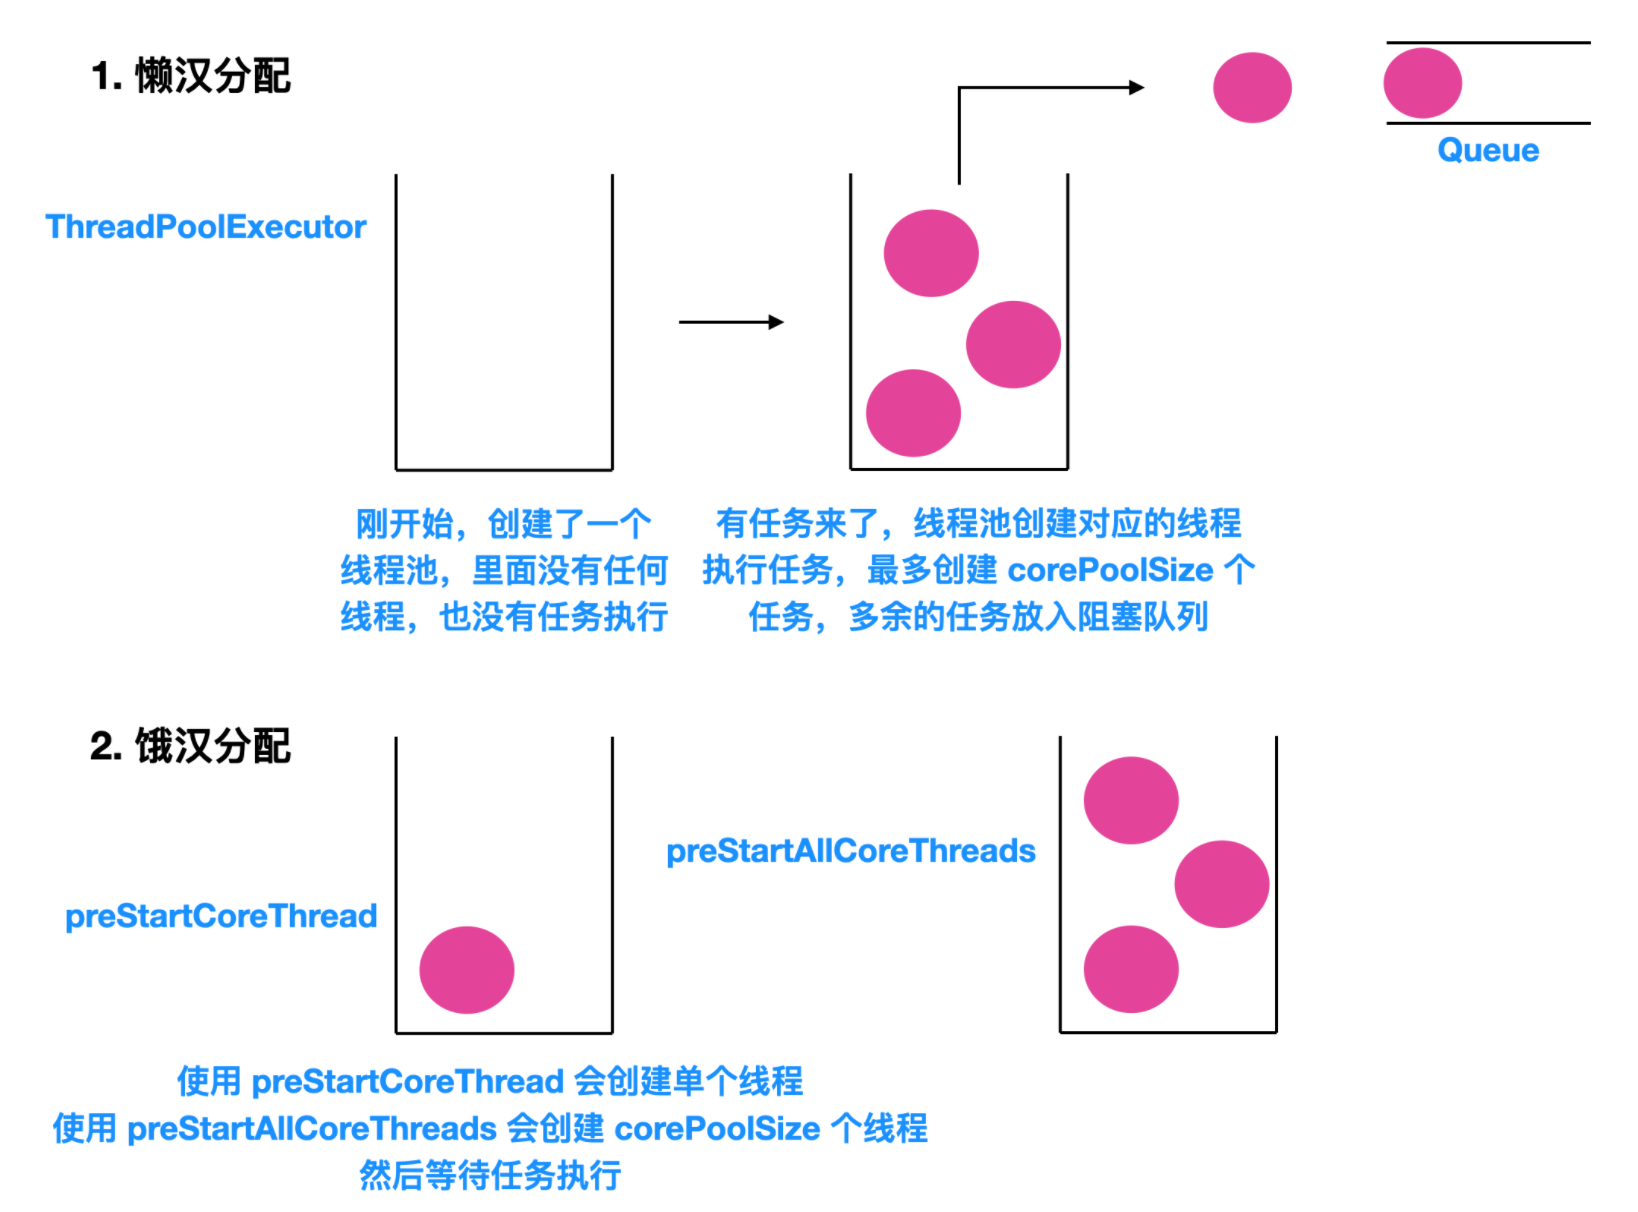 1. 懒汉分配
Queue
ThreadPoolExecutor
刚开始，创建了一个
线程池，里面没有任何
线程，也没有任务执行
有任务来了，线程池创建对应的线程
执行任务，最多创建 corePoolSize 个
任务，多余的任务放入阻塞队列
2. 饿汉分配
preStartAllCoreThreads
preStartCoreThread
使用 preStartCoreThread 会创建单个线程
使用 preStartAllCoreThreads 会创建 corePoolSize 个线程
然后等待任务执行